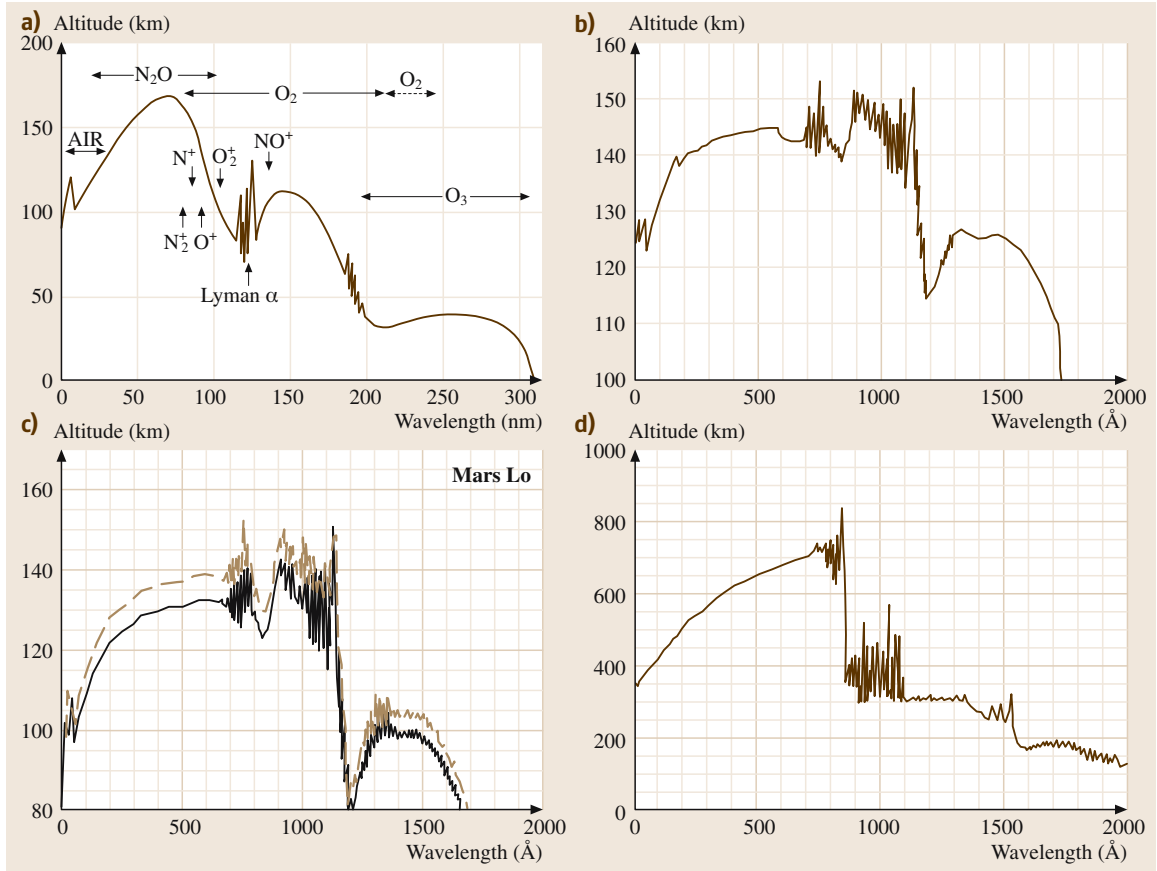 a) Altitude (km)
200
150
100
50
0
N₂O
O₂
O₂
AIR
N⁺
O₂⁺
NO⁺
O₃
N₂⁺ O⁺
Lyman α
0 50 100 150 200 250 300
Wavelength (nm)
b) Altitude (km)
160
150
140
130
120
110
100
0 500 1000 1500 2000
Wavelength (Å)
c) Altitude (km)
Mars Lo
160
140
120
100
80
0 500 1000 1500 2000
Wavelength (Å)
d) Altitude (km)
1000
800
600
400
200
0
0 500 1000 1500 2000
Wavelength (Å)